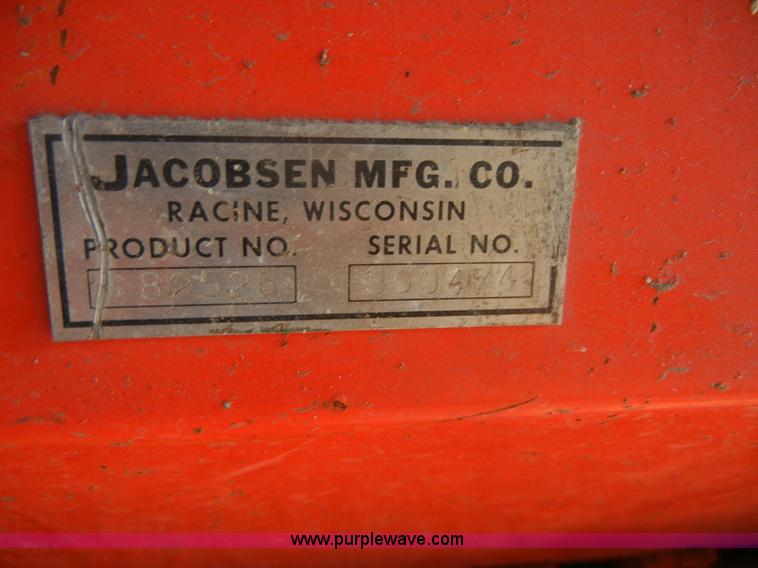 JACOBSEN MFG. CO.
RACINE, WISCONSIN
PRODUCT NO. SERIAL NO.
www.purplewave.com